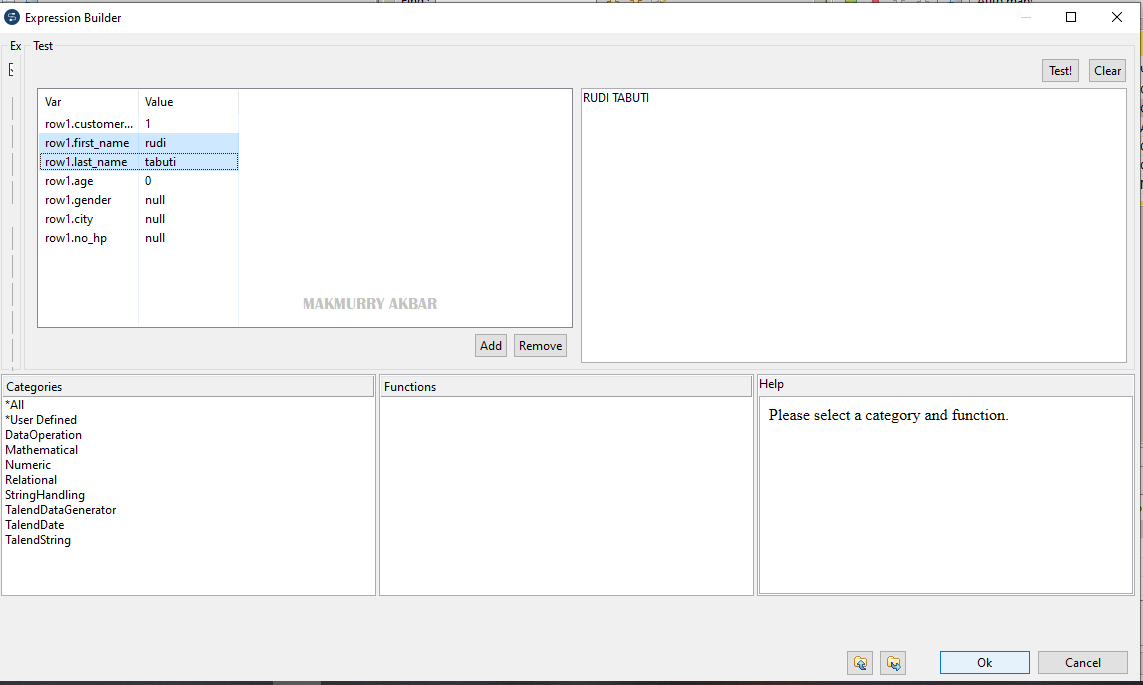 Expression Builder
Ex Test
Test! Clear
Var Value
row1.customer... 1
row1.first_name rudi
row1.last_name tabuti
row1.age 0
row1.gender null
row1.city null
row1.no_hp null
RUDI TABUTI
MAKMURRY AKBAR
Add Remove
Categories
*All
*User Defined
DataOperation
Mathematical
Numeric
Relational
StringHandling
TalendDataGenerator
TalendDate
TalendString
Functions
Help
Please select a category and function.
Ok Cancel